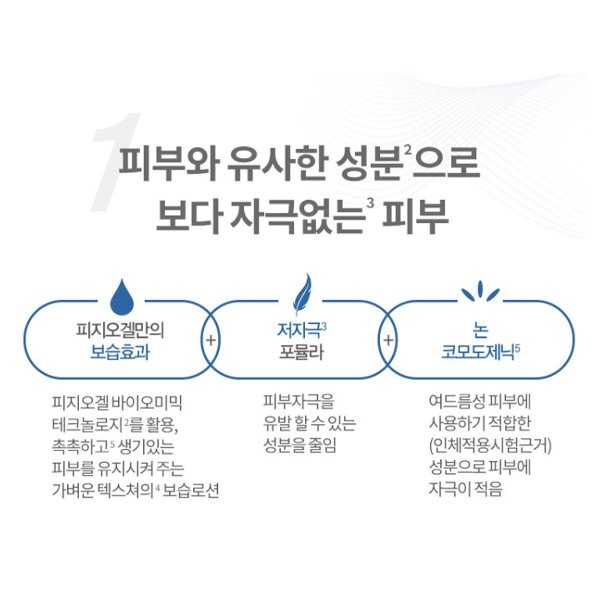 1
피부와 유사한 성분2으로
보다 자극없는3 피부
피지오겔만의
보습효과
+
저자극3
포뮬라
+
논
코모도제닉5
피지오겔 바이오미믹
테크놀로지2를 활용,
촉촉하고5 생기있는
피부를 유지시켜 주는
가벼운 텍스쳐의4 보습로션
피부자극을
유발 할 수 있는
성분을 줄임
여드름성 피부에
사용하기 적합한
(인체적용시험근거)
성분으로 피부에
자극이 적음